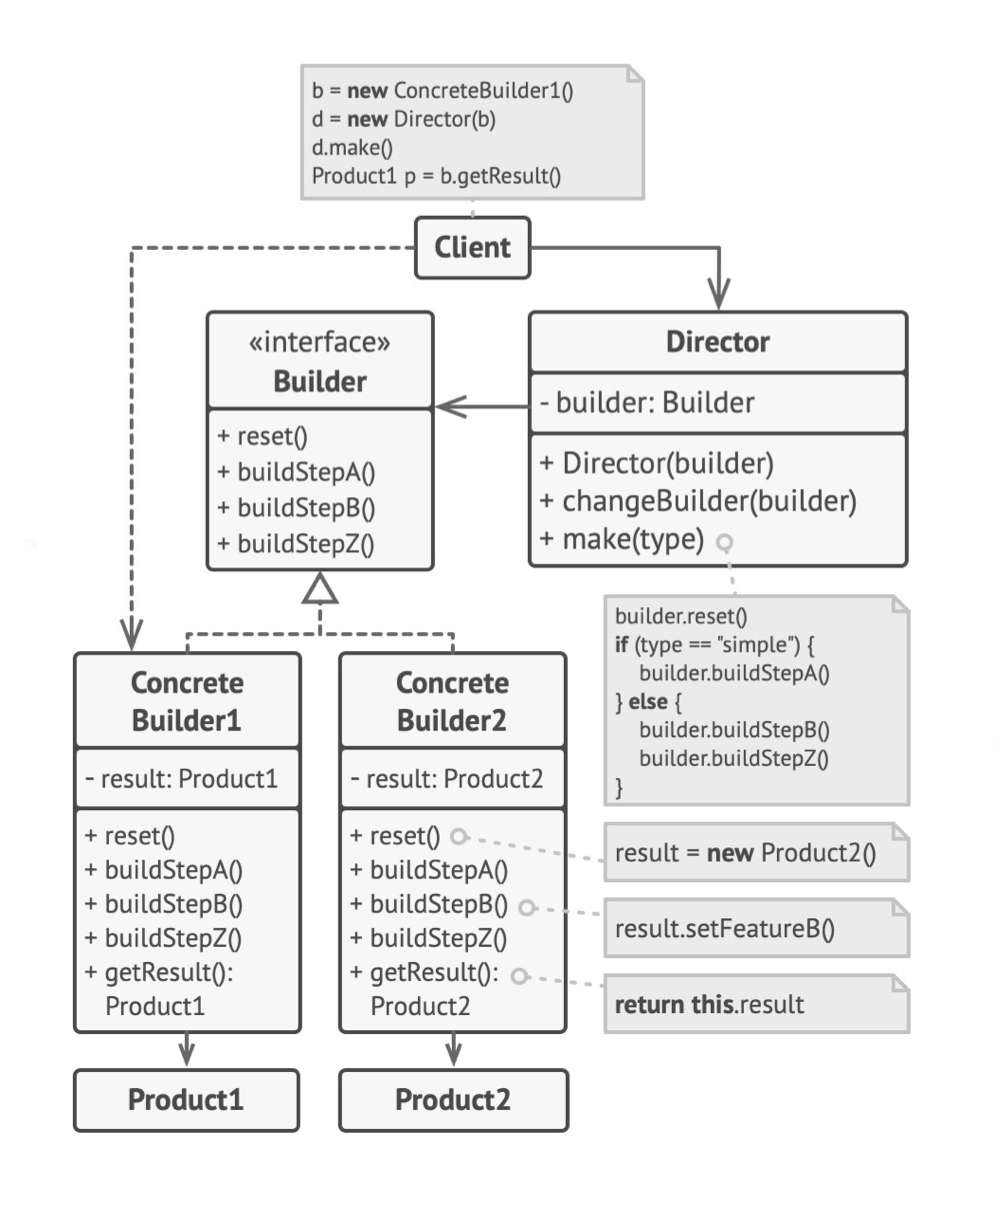 b = new ConcreteBuilder1()
d = new Director(b)
d.make()
Product1 p = b.getResult()
Client
«interface»
Builder
+ reset()
+ buildStepA()
+ buildStepB()
+ buildStepZ()
Director
- builder: Builder
+ Director(builder)
+ changeBuilder(builder)
+ make(type)
builder.reset()
if (type == "simple") {
builder.buildStepA()
} else {
builder.buildStepB()
builder.buildStepZ()
}
Concrete
Builder1
- result: Product1
+ reset()
+ buildStepA()
+ buildStepB()
+ buildStepZ()
+ getResult():
Product1
Concrete
Builder2
- result: Product2
+ reset()
+ buildStepA()
+ buildStepB()
+ buildStepZ()
+ getResult():
Product2
result = new Product2()
result.setFeatureB()
return this.result
Product1
Product2